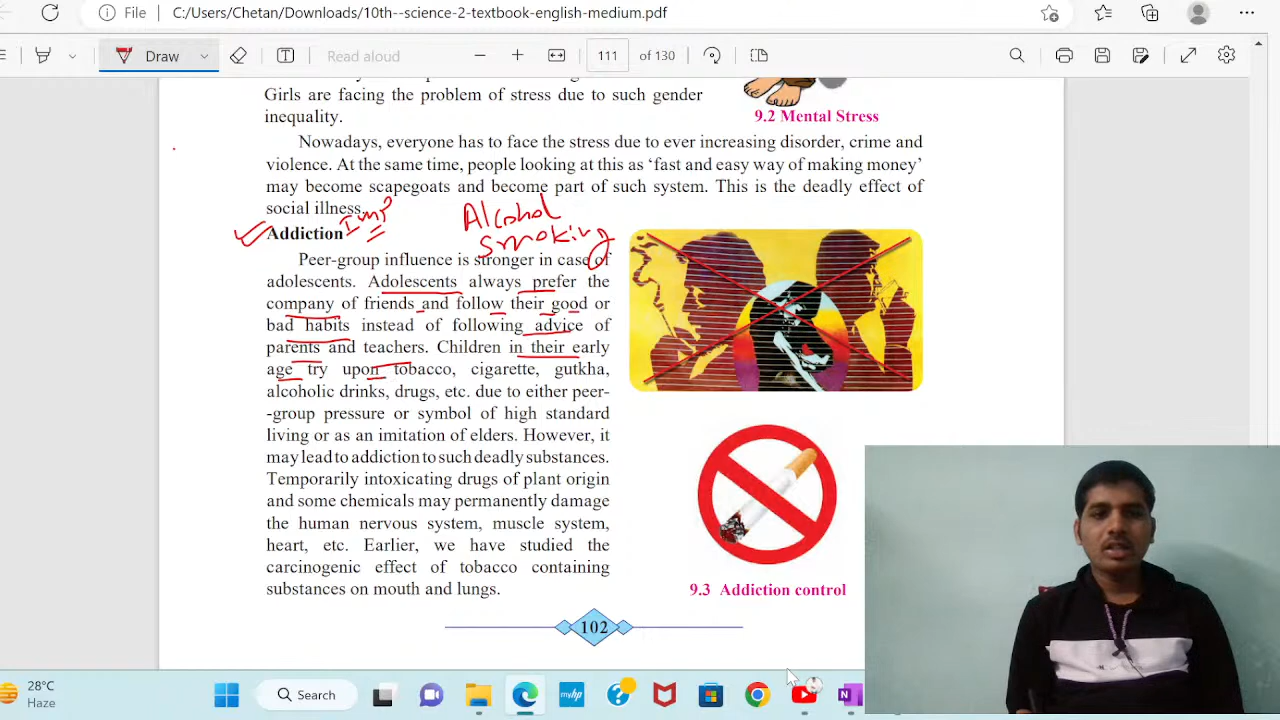 File
C:/Users/Chetan/Downloads/10th--science-2-textbook-english-medium.pdf
Draw
Read aloud
111 of 130
Girls are facing the problem of stress due to such gender
inequality.
9.2 Mental Stress
Nowadays, everyone has to face the stress due to ever increasing disorder, crime and
violence. At the same time, people looking at this as ‘fast and easy way of making money’
may become scapegoats and become part of such system. This is the deadly effect of
social illness.
Imp
Alcohol
smoking
Addiction
Peer-group influence is stronger in case of
adolescents. Adolescents always prefer the
company of friends and follow their good or
bad habits instead of following advice of
parents and teachers. Children in their early
age try upon tobacco, cigarette, gutkha,
alcoholic drinks, drugs, etc. due to either peer-
-group pressure or symbol of high standard
living or as an imitation of elders. However, it
may lead to addiction to such deadly substances.
Temporarily intoxicating drugs of plant origin
and some chemicals may permanently damage
the human nervous system, muscle system,
heart, etc. Earlier, we have studied the
carcinogenic effect of tobacco containing
substances on mouth and lungs.
9.3 Addiction control
102
28°C
Haze
Search
myhp